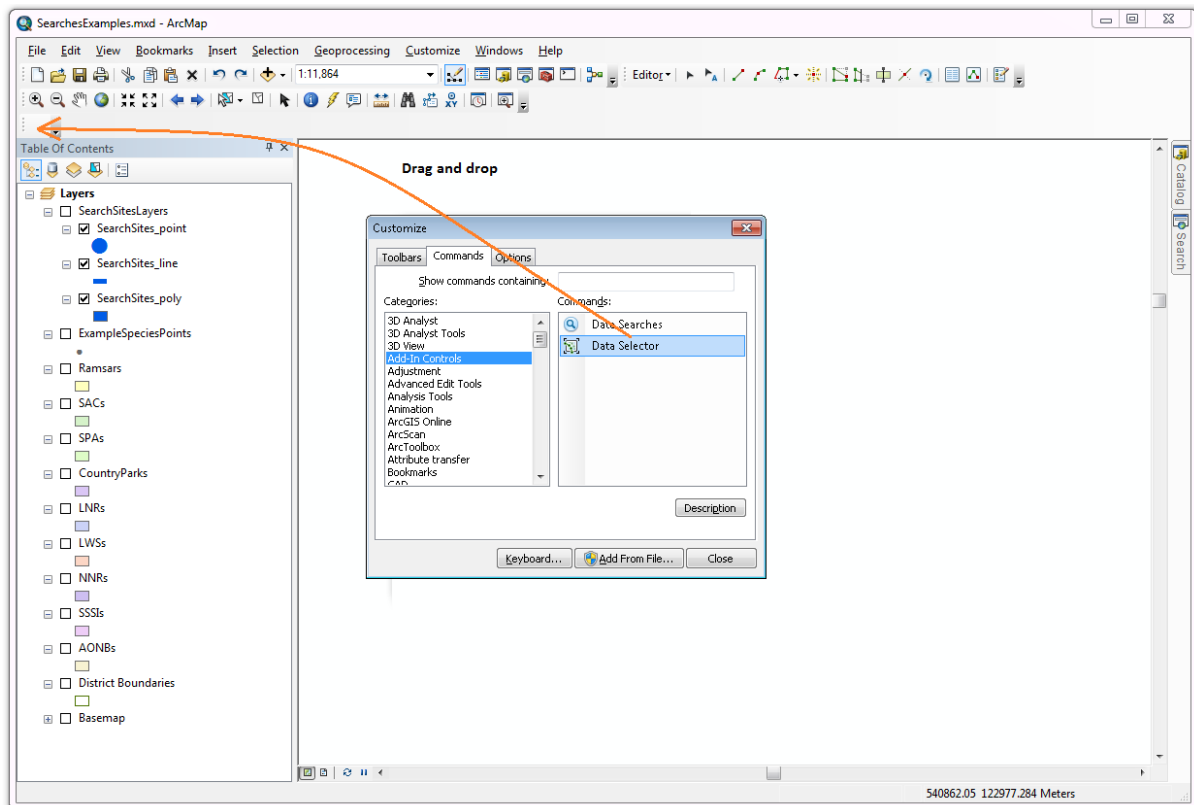 SearchesExamples.mxd - ArcMap
File Edit View Bookmarks Insert Selection Geoprocessing Customize Windows Help
1:11,864 Editor
Table Of Contents
Layers
SearchSitesLayers
SearchSites_point
SearchSites_line
SearchSites_poly
ExampleSpeciesPoints
Ramsars
SACs
SPAs
CountryParks
LNRs
LWSs
NNRs
SSSIs
AONBs
District Boundaries
Basemap
Drag and drop
Customize
Toolbars Commands Options
Show commands containing:
Categories:
3D Analyst
3D Analyst Tools
3D View
Add-In Controls
Adjustment
Advanced Edit Tools
Analysis Tools
Animation
ArcGIS Online
ArcScan
ArcToolbox
Attribute transfer
Bookmarks
CAD
Commands:
Data Searches
Data Selector
Description
Keyboard... Add From File... Close
Catalog
Search
540862.05 122977.284 Meters